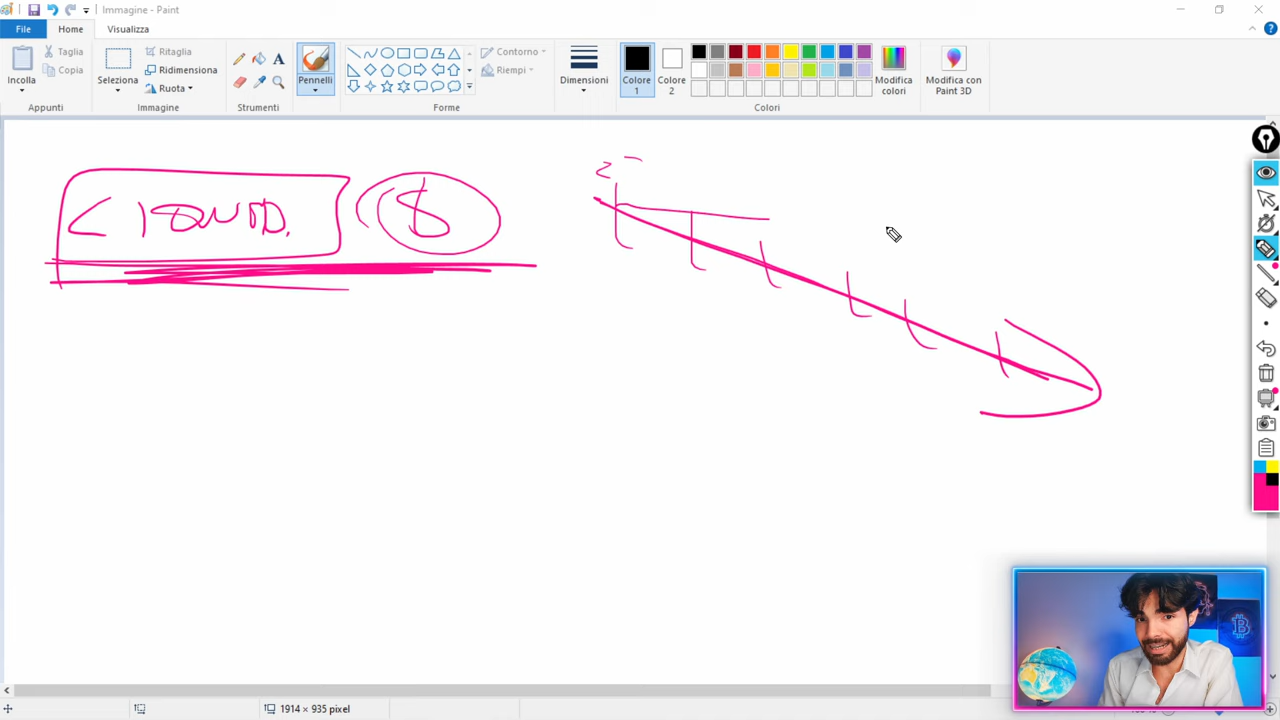 Immagine - Paint
File
Home
Visualizza
Incolla
Seleziona
Ritaglia
Copia
Ridimensiona
Ruota
Pennelli
Contorno
Riempi
Dimensioni
Colore
1
Colore
2
Modifica
colori
Modifica con
Paint 3D
Taglia
Appunti
Immagine
Strumenti
Forme
Colori
8
1914 × 935 pixel